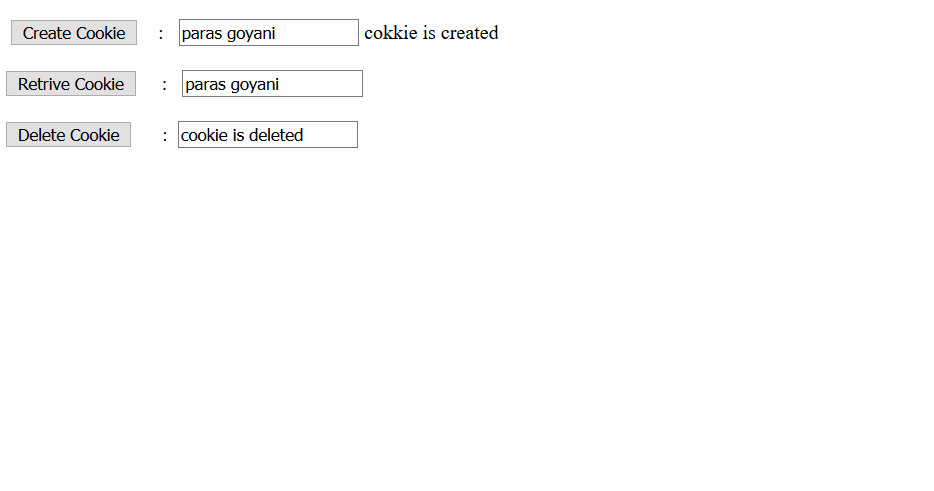 Create Cookie : paras goyani cokkie is created
Retrive Cookie : paras goyani
Delete Cookie : cookie is deleted